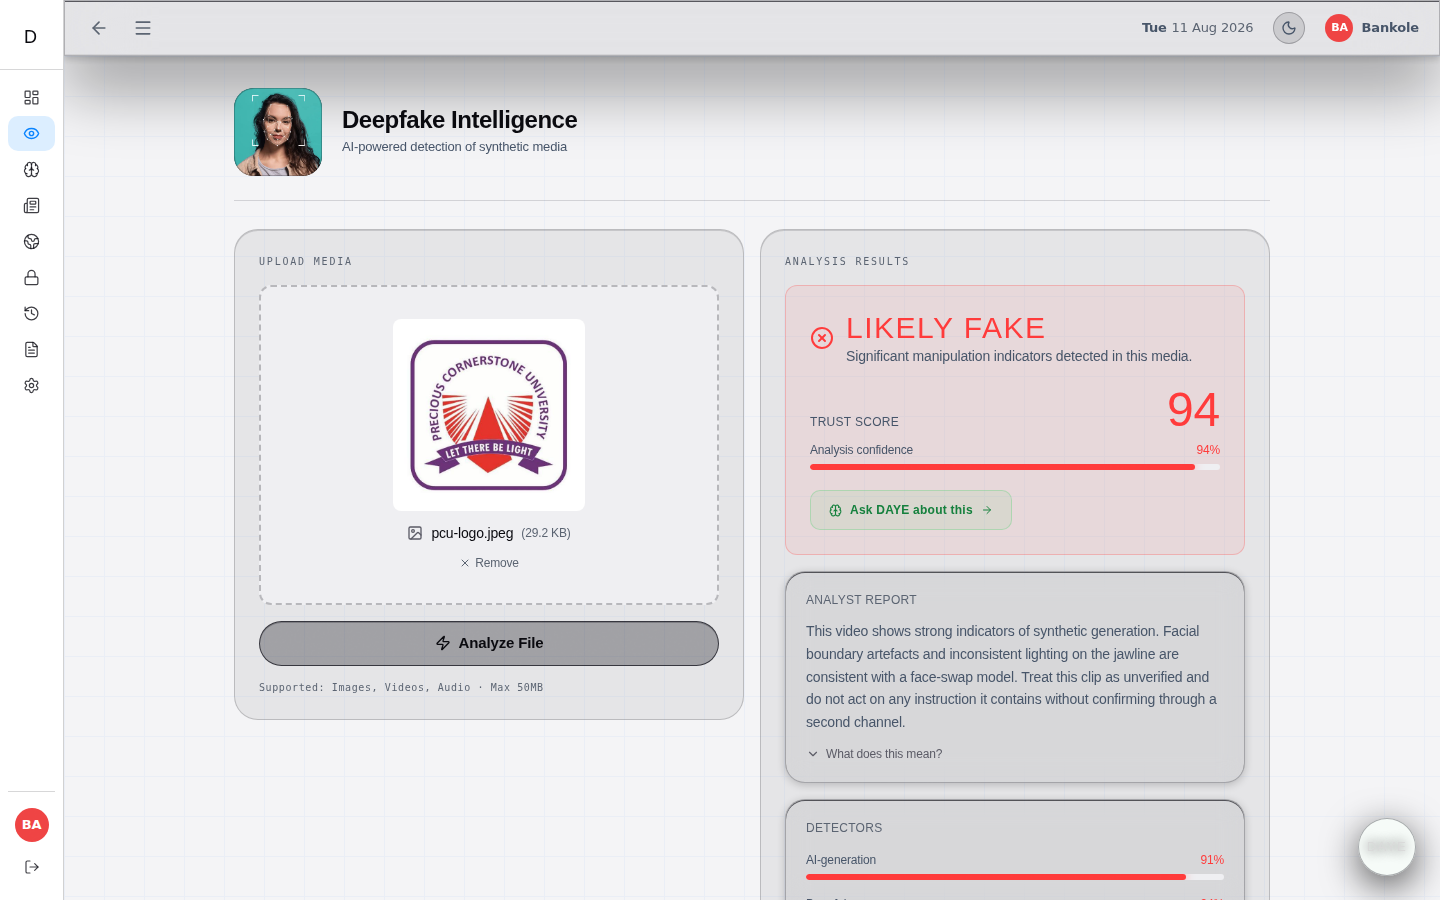 D
Tue 11 Aug 2026
BA
Bankole
Deepfake Intelligence
AI-powered detection of synthetic media
UPLOAD MEDIA
PRECIOUS CORNERSTONE UNIVERSITY
LET THERE BE LIGHT
pcu-logo.jpeg (29.2 KB)
Remove
Analyze File
Supported: Images, Videos, Audio · Max 50MB
ANALYSIS RESULTS
LIKELY FAKE
Significant manipulation indicators detected in this media.
TRUST SCORE
94
Analysis confidence
94%
Ask DAYE about this
ANALYST REPORT
This video shows strong indicators of synthetic generation. Facial
boundary artefacts and inconsistent lighting on the jawline are
consistent with a face-swap model. Treat this clip as unverified and
do not act on any instruction it contains without confirming through a
second channel.
What does this mean?
DETECTORS
AI-generation
91%
BA